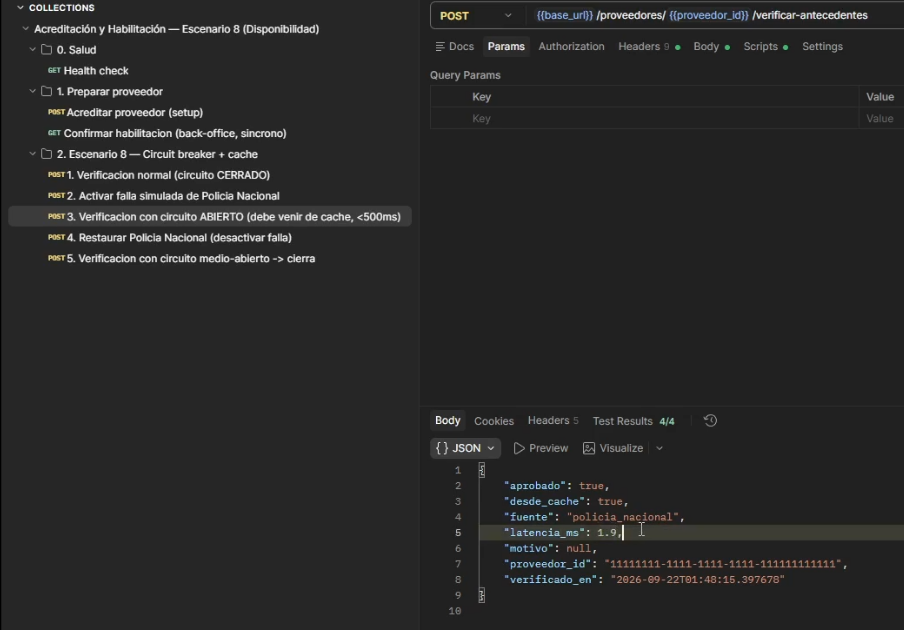 COLLECTIONS
Acreditación y Habilitación — Escenario 8 (Disponibilidad)
0. Salud
GET Health check
1. Preparar proveedor
POST Acreditar proveedor (setup)
GET Confirmar habilitacion (back-office, sincrono)
2. Escenario 8 — Circuit breaker + cache
POST 1. Verificacion normal (circuito CERRADO)
POST 2. Activar falla simulada de Policia Nacional
POST 3. Verificacion con circuito ABIERTO (debe venir de cache, <500ms)
POST 4. Restaurar Policia Nacional (desactivar falla)
POST 5. Verificacion con circuito medio-abierto -> cierra
POST {{base_url}} /proveedores/ {{proveedor_id}} /verificar-antecedentes
Docs Params Authorization Headers 9 Body Scripts Settings
Query Params
Key Value
Key Value
Body Cookies Headers 5 Test Results 4/4
{} JSON Preview Visualize
1 {
2 "aprobado": true,
3 "desde_cache": true,
4 "fuente": "policia_nacional",
5 "latencia_ms": 1.9,
6 "motivo": null,
7 "proveedor_id": "11111111-1111-1111-1111-111111111111",
8 "verificado_en": "2026-09-22T01:48:15.397678"
9 }
10